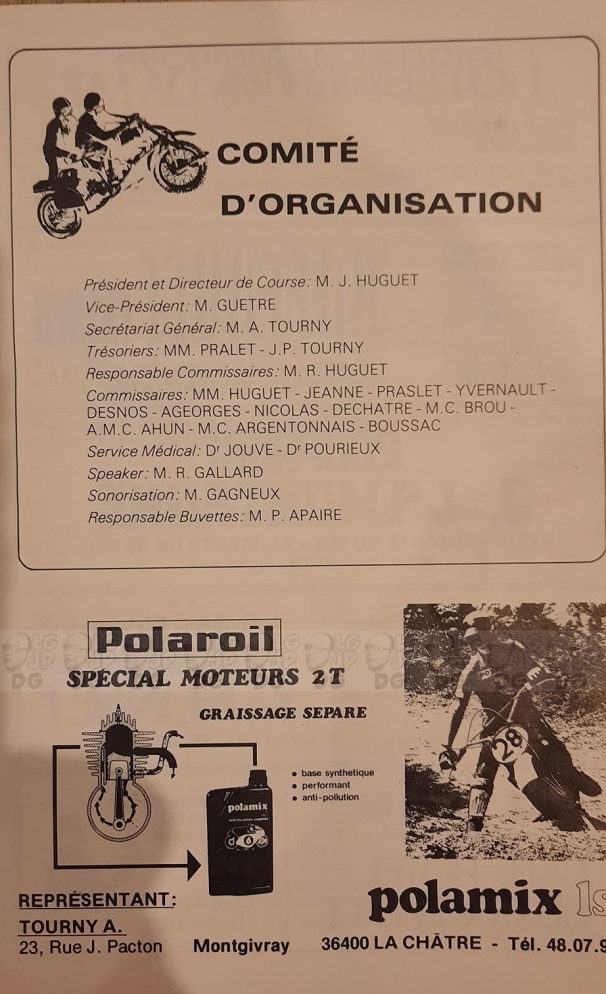 COMITÉ
D'ORGANISATION
Président et Directeur de Course: M. J. HUGUET
Vice-Président: M. GUETRE
Secrétariat Général: M. A. TOURNY
Trésoriers: MM. PRALET - J.P. TOURNY
Responsable Commissaires: M. R. HUGUET
Commissaires: MM. HUGUET - JEANNE - PRASLET - YVERNAULT -
DESNOS - AGEORGES - NICOLAS - DECHATRE - M.C. BROU -
A.M.C. AHUN - M.C. ARGENTONNAIS - BOUSSAC
Service Médical: Dr JOUVE - Dr POURIEUX
Speaker: M. R. GALLARD
Sonorisation: M. GAGNEUX
Responsable Buvettes: M. P. APAIRE
Polaroil
SPÉCIAL MOTEURS 2T
GRAISSAGE SEPARE
• base synthetique
• performant
• anti-pollution
polamix
28
REPRÉSENTANT:
TOURNY A.
23, Rue J. Pacton Montgivray 36400 LA CHÂTRE - Tél. 48.07.9
polamix 1s